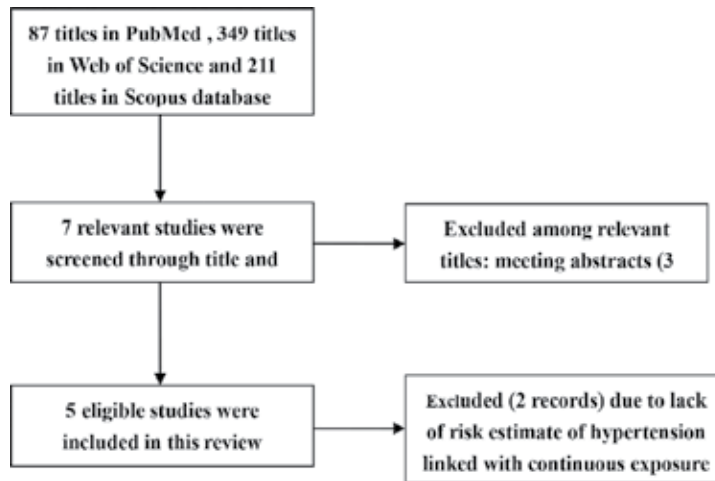 87 titles in PubMed , 349 titles
in Web of Science and 211
titles in Scopus database
7 relevant studies were
screened through title and
Excluded among relevant
titles: meeting abstracts (3
5 eligible studies were
included in this review
Excluded (2 records) due to lack
of risk estimate of hypertension
linked with continuous exposure